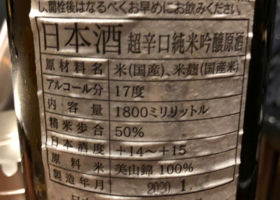 し、開栓後はなるべくお早めにお飲みください。
日本酒 超辛口純米吟醸原酒
原材料名 米(国産)、米麹(国産米)
アルコール分 17度
内容量 1800ミリリットル
精米歩合 50%
日本酒度 +14～+15
原料米 美山錦 100%
製造年月 2020.1.